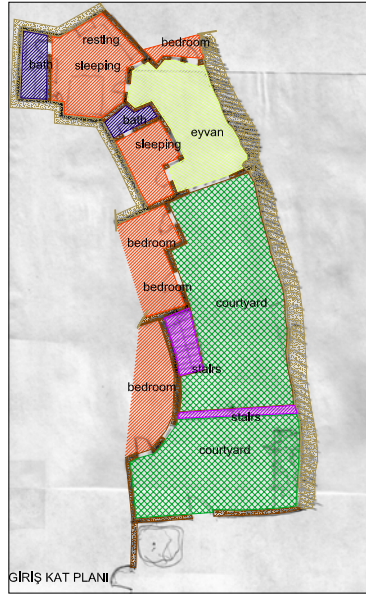 resting
bedroom
bath
sleeping
bath
eyvan
sleeping
bedroom
bedroom
courtyard
stairs
bedroom
stairs
courtyard
GİRİŞ KAT PLANI